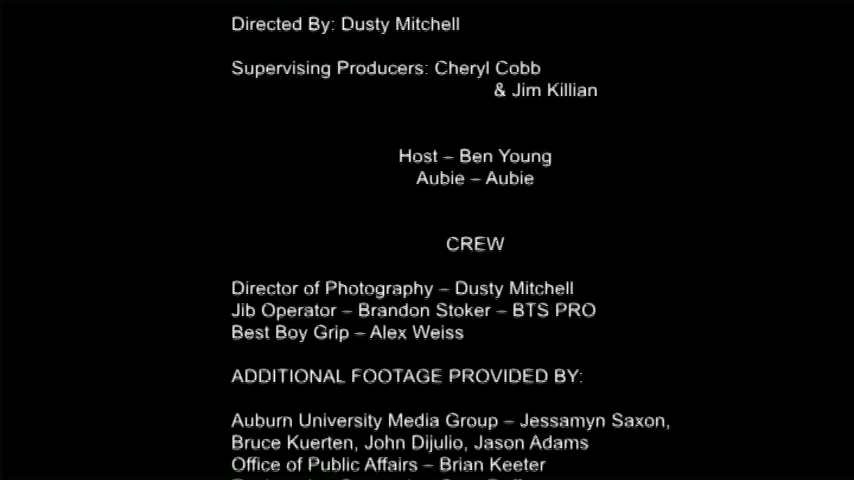 Directed By: Dusty Mitchell
Supervising Producers: Cheryl Cobb
& Jim Killian
Host – Ben Young
Aubie – Aubie
CREW
Director of Photography – Dusty Mitchell
Jib Operator – Brandon Stoker – BTS PRO
Best Boy Grip – Alex Weiss
ADDITIONAL FOOTAGE PROVIDED BY:
Auburn University Media Group – Jessamyn Saxon,
Bruce Kuerten, John Dijulio, Jason Adams
Office of Public Affairs – Brian Keeter